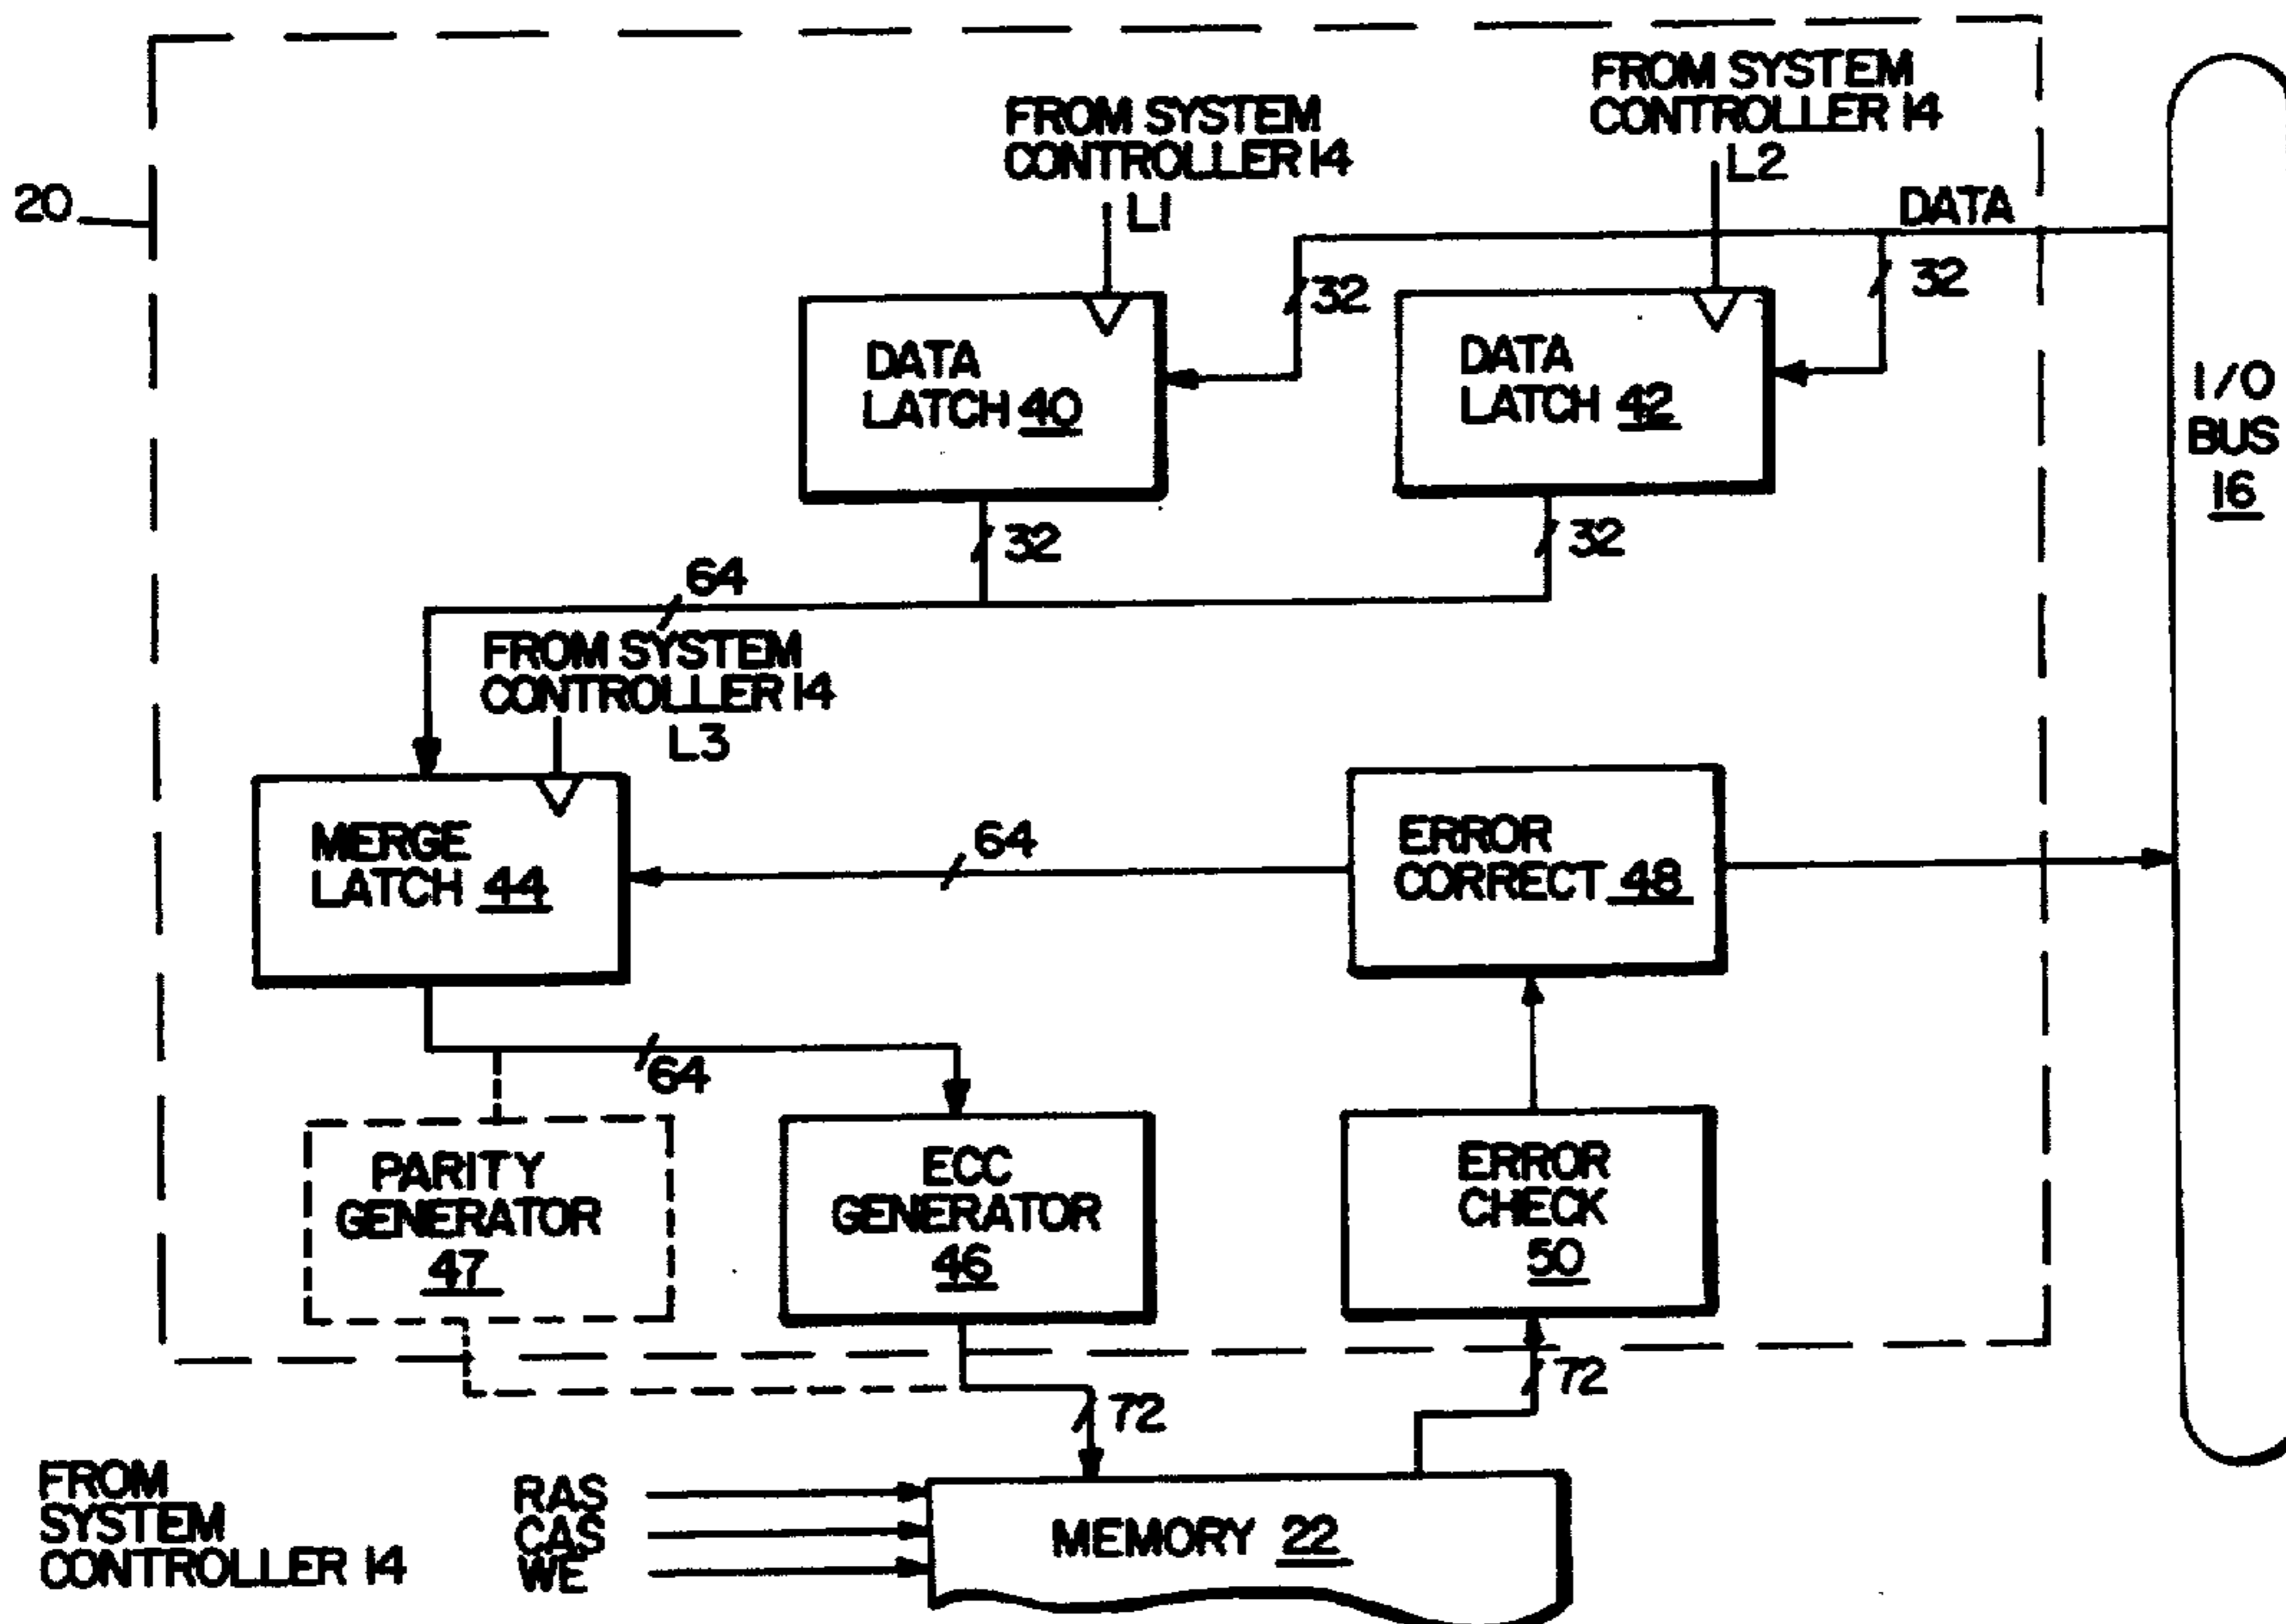 FROM SYSTEM
CONTROLLER 14
L2
FROM SYSTEM
CONTROLLER 14
L1
20
DATA
32
32
DATA
LATCH 40
DATA
LATCH 42
I/O
BUS
16
32
32
64
FROM SYSTEM
CONTROLLER 14
L3
MERGE
LATCH 44
64
ERROR
CORRECT 48
64
PARITY
GENERATOR
47
ECC
GENERATOR
46
ERROR
CHECK
50
72
72
FROM
SYSTEM
CONTROLLER 14
RAS
CAS
WE
MEMORY 22